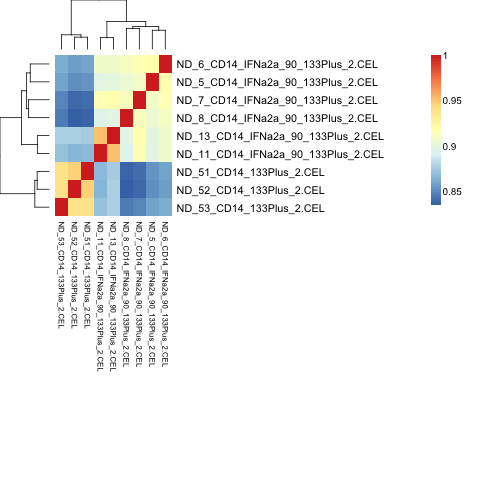 ND_6_CD14_IFNa2a_90_133Plus_2.CEL
ND_5_CD14_IFNa2a_90_133Plus_2.CEL
ND_7_CD14_IFNa2a_90_133Plus_2.CEL
ND_8_CD14_IFNa2a_90_133Plus_2.CEL
ND_13_CD14_IFNa2a_90_133Plus_2.CEL
ND_11_CD14_IFNa2a_90_133Plus_2.CEL
ND_51_CD14_133Plus_2.CEL
ND_52_CD14_133Plus_2.CEL
ND_53_CD14_133Plus_2.CEL
1
0.95
0.9
0.85
ND_53_CD14_133Plus_2.CEL
ND_52_CD14_133Plus_2.CEL
ND_51_CD14_133Plus_2.CEL
ND_11_CD14_IFNa2a_90_133Plus_2.CEL
ND_13_CD14_IFNa2a_90_133Plus_2.CEL
ND_8_CD14_IFNa2a_90_133Plus_2.CEL
ND_7_CD14_IFNa2a_90_133Plus_2.CEL
ND_5_CD14_IFNa2a_90_133Plus_2.CEL
ND_6_CD14_IFNa2a_90_133Plus_2.CEL